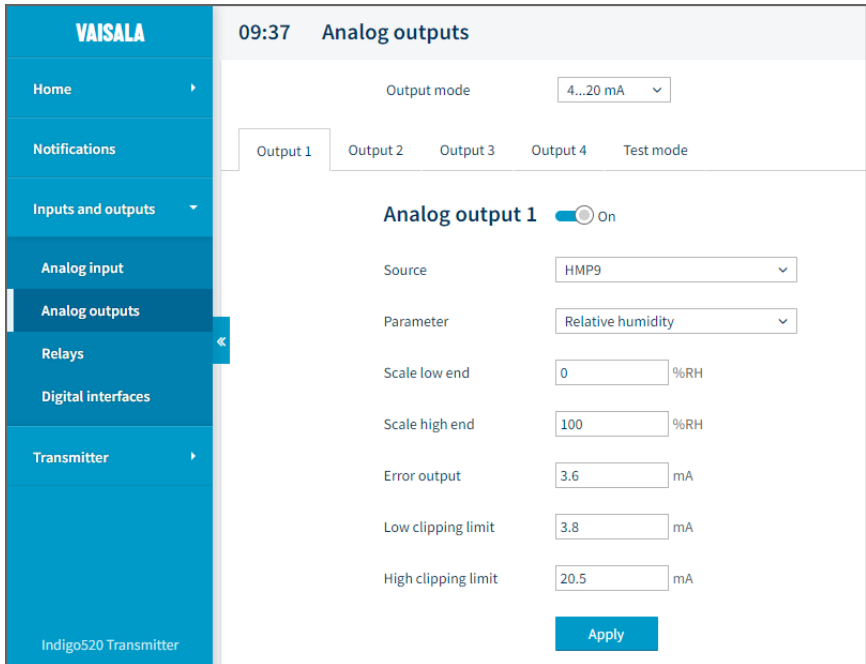 VAISALA
09:37 Analog outputs
Home
Notifications
Inputs and outputs
Analog input
Analog outputs
Relays
Digital interfaces
Transmitter
Indigo520 Transmitter
Output mode 4...20 mA
Output 1 Output 2 Output 3 Output 4 Test mode
Analog output 1 On
Source HMP9
Parameter Relative humidity
Scale low end 0 %RH
Scale high end 100 %RH
Error output 3.6 mA
Low clipping limit 3.8 mA
High clipping limit 20.5 mA
Apply